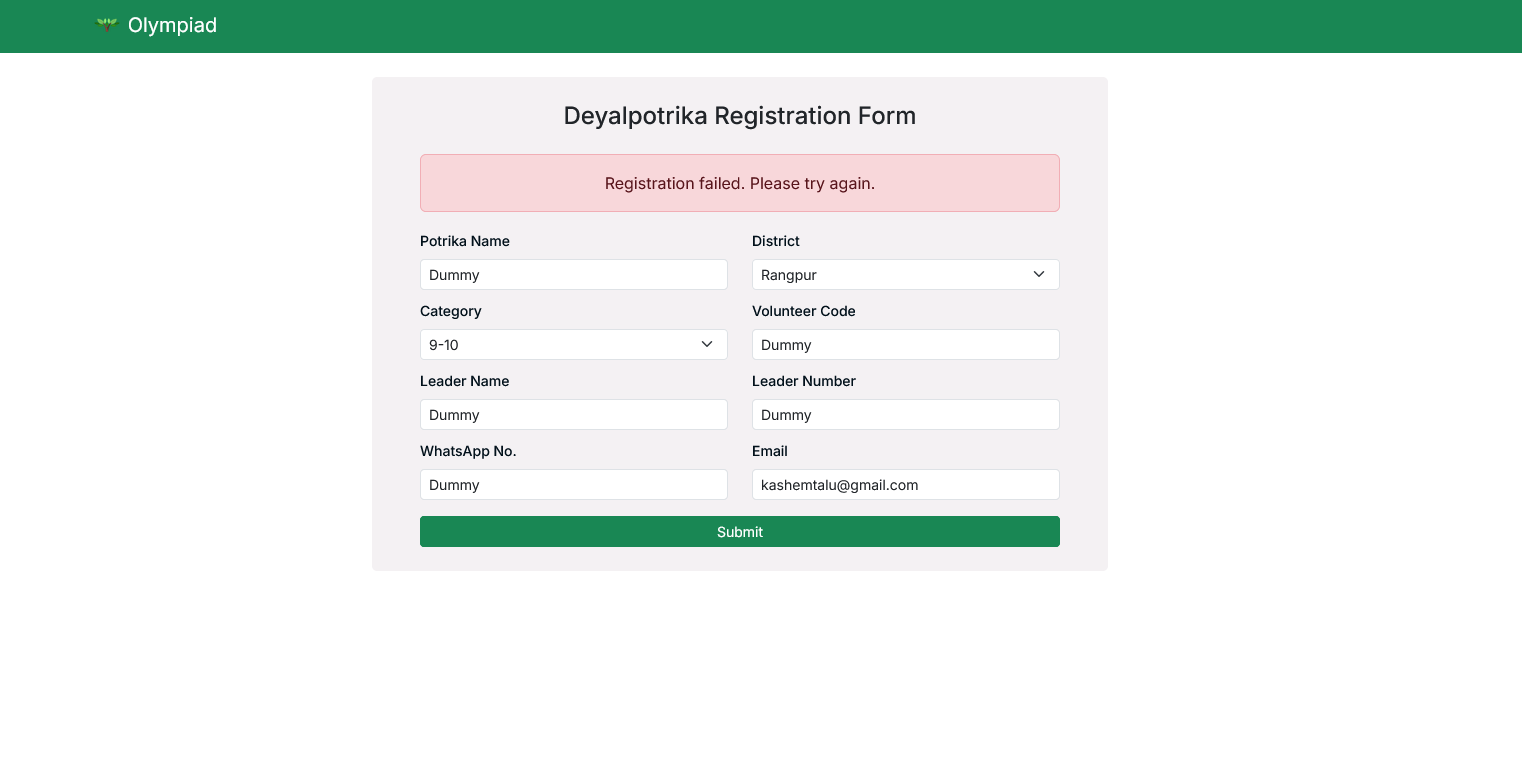 Olympiad
Deyalpotrika Registration Form
Registration failed. Please try again.
Potrika Name
District
Dummy
Rangpur
Category
Volunteer Code
9-10
Dummy
Leader Name
Leader Number
Dummy
Dummy
WhatsApp No.
Email
Dummy
kashemtalu@gmail.com
Submit